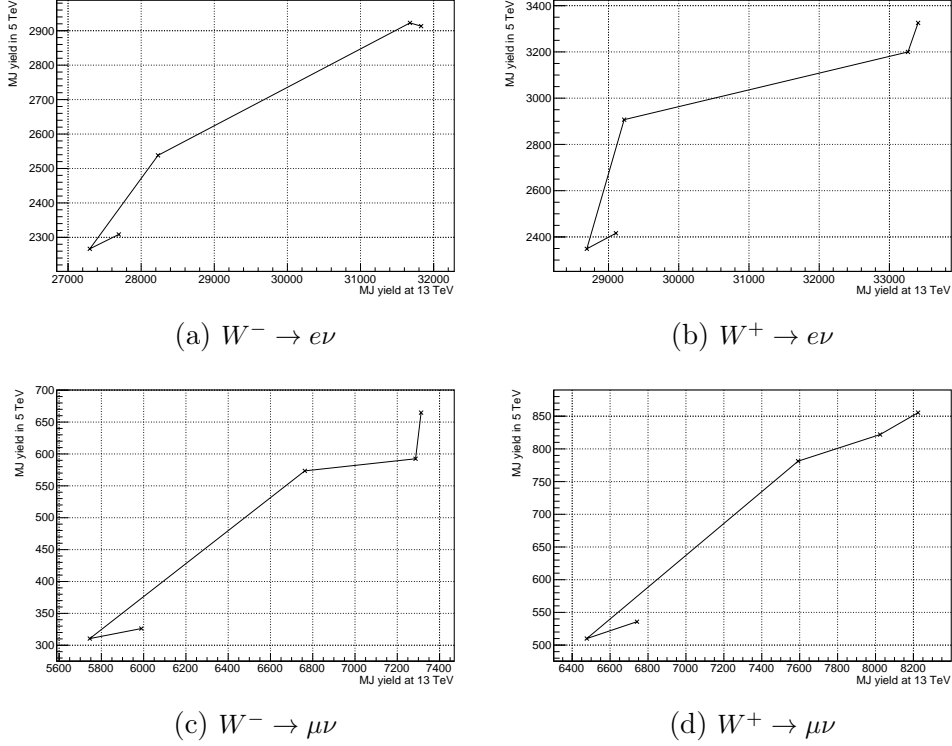 MJ yield in 5 TeV
2900
2800
2700
2600
2500
2400
2300
27000 28000 29000 30000 31000 32000
MJ yield at 13 TeV
(a) W⁻ → eν
MJ yield in 5 TeV
3400
3200
3000
2800
2600
2400
29000 30000 31000 32000 33000
MJ yield at 13 TeV
(b) W⁺ → eν
MJ yield in 5 TeV
700
650
600
550
500
450
400
350
300
5600 5800 6000 6200 6400 6600 6800 7000 7200 7400
MJ yield at 13 TeV
(c) W⁻ → μν
MJ yield in 5 TeV
850
800
750
700
650
600
550
500
6400 6600 6800 7000 7200 7400 7600 7800 8000 8200
MJ yield at 13 TeV
(d) W⁺ → μν